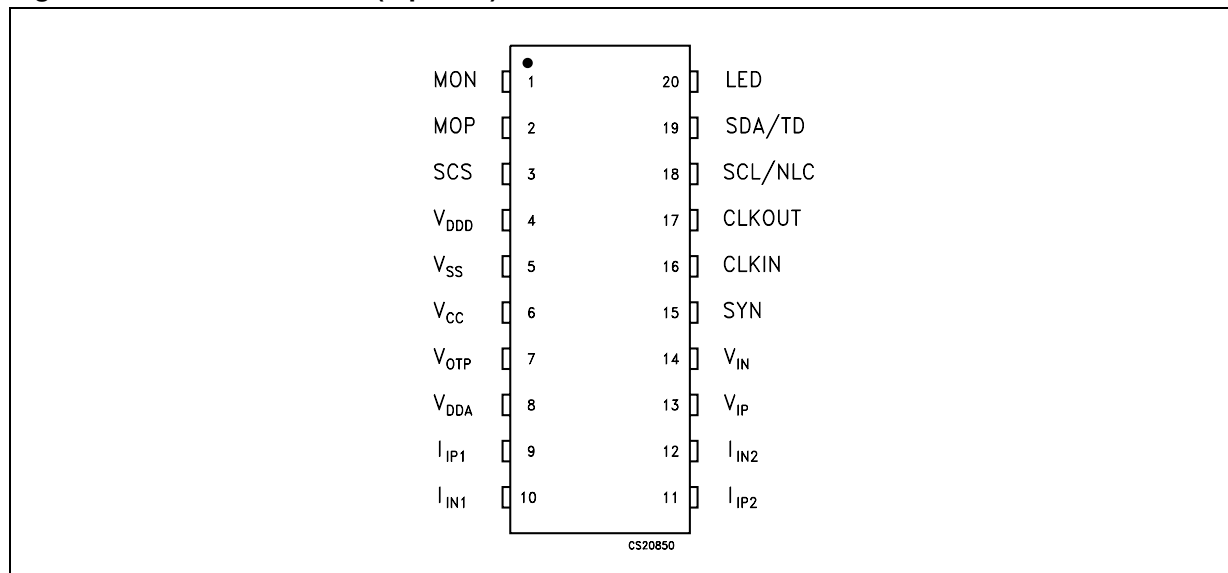 MON 1 20 LED
MOP 2 19 SDA/TD
SCS 3 18 SCL/NLC
VDDD 4 17 CLKOUT
VSS 5 16 CLKIN
VCC 6 15 SYN
VOTP 7 14 VIN
VDDA 8 13 VIP
IIP1 9 12 IIN2
IIN1 10 11 IIP2
CS20850